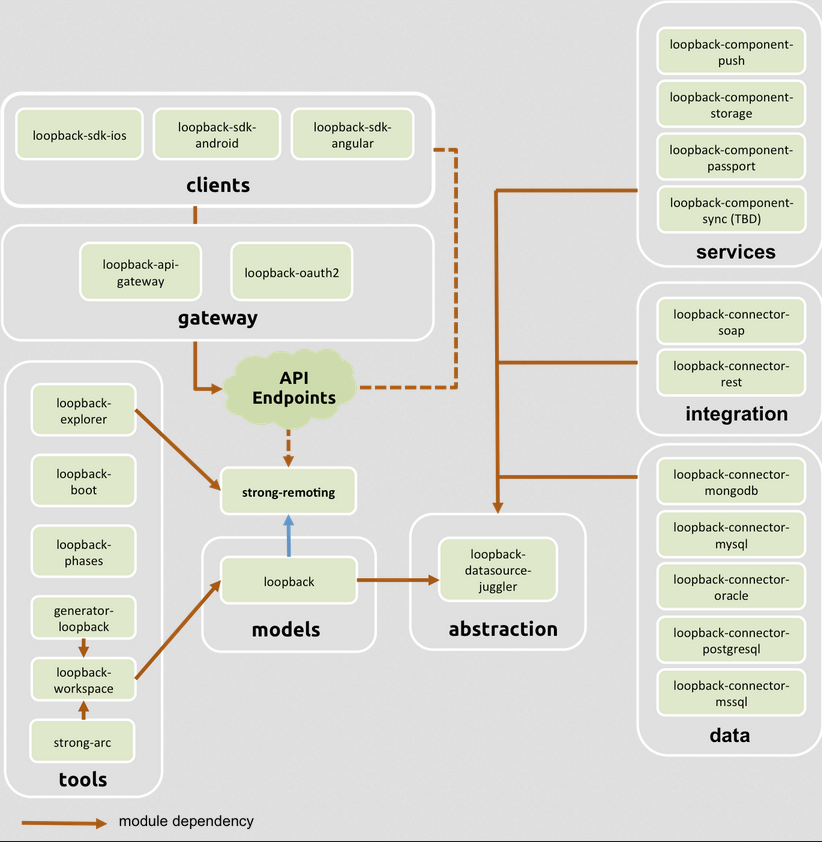 loopback-sdk-ios
loopback-sdk-
android
loopback-sdk-
angular
clients
loopback-api-
gateway
loopback-oauth2
gateway
API
Endpoints
strong-remoting
loopback-
explorer
loopback-
boot
loopback-
phases
generator-
loopback
loopback-
workspace
strong-arc
tools
loopback
models
loopback-
datasource-
juggler
abstraction
loopback-component-
push
loopback-component-
storage
loopback-component-
passport
loopback-component-
sync (TBD)
services
loopback-connector-
soap
loopback-connector-
rest
integration
loopback-connector-
mongodb
loopback-connector-
mysql
loopback-connector-
oracle
loopback-connector-
postgresql
loopback-connector-
mssql
data
module dependency